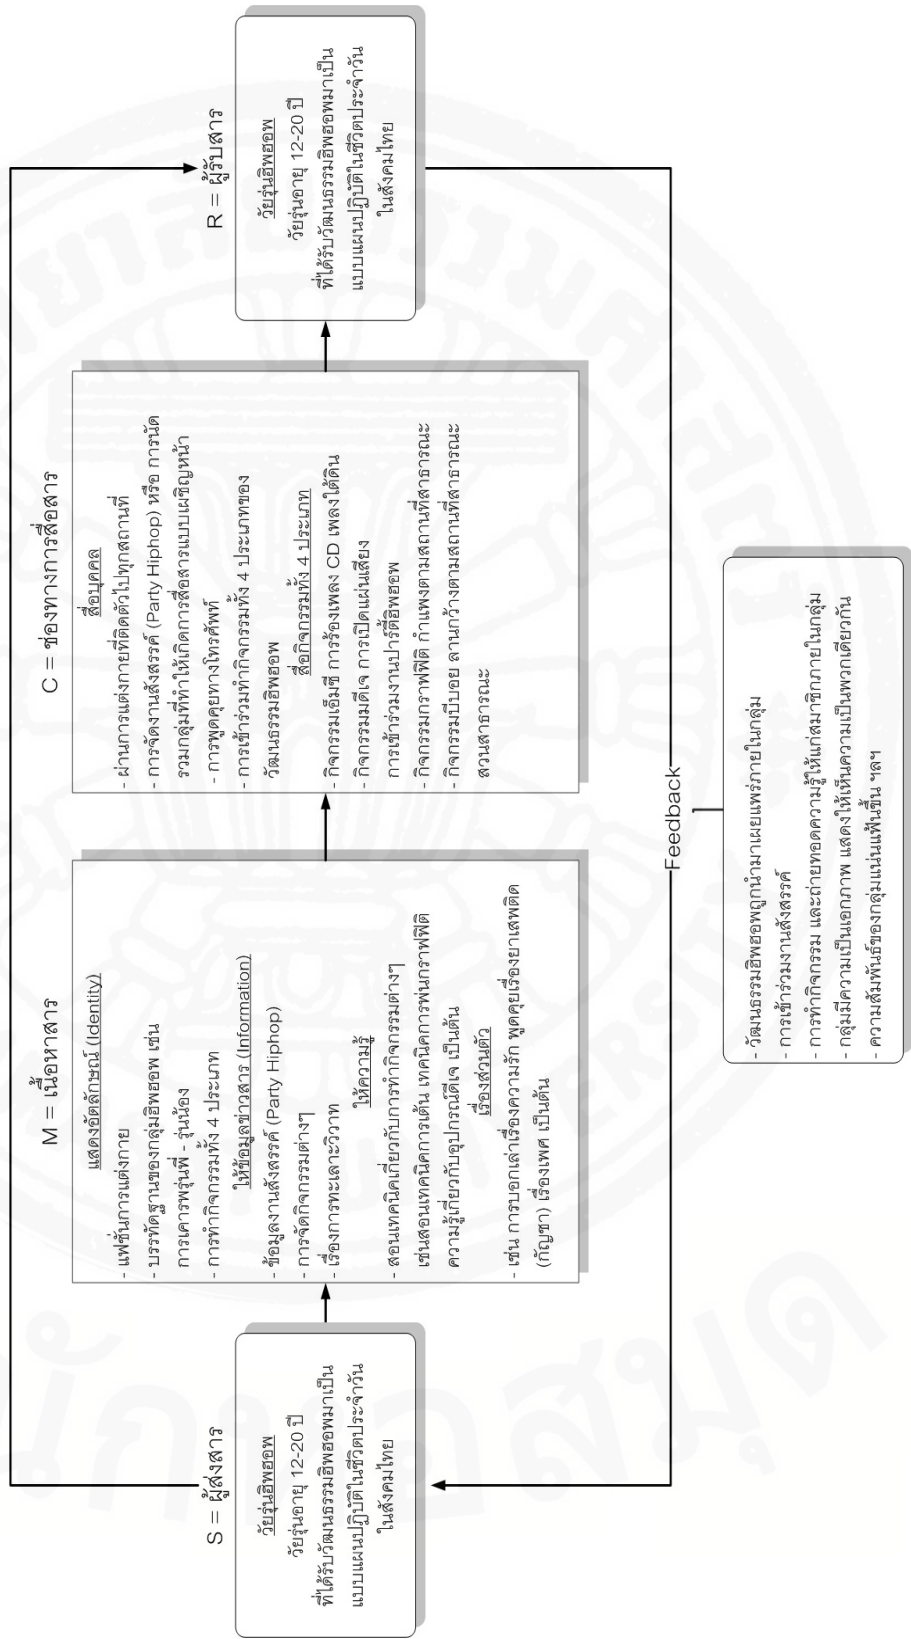 S = ผู้ส่งสาร
วัยรุ่นฮิพฮอพ
วัยรุ่นอายุ 12-20 ปี
ที่ได้รับวัฒนธรรมฮิพฮอพมาเป็น
แบบแผนปฏิบัติในชีวิตประจำวัน
ในสังคมไทย
M = เนื้อหาสาร
แสดงอัตลักษณ์ (Identity)
- แฟชั่นการแต่งกาย
- บรรทัดฐานของกลุ่มฮิพฮอพ เช่น
การเคารพรุ่นพี่ - รุ่นน้อง
- การทำกิจกรรมทั้ง 4 ประเภท
ให้ข้อมูลข่าวสาร (Information)
- ข้อมูลงานสังสรรค์ (Party Hiphop)
- การจัดกิจกรรมต่างๆ
- เรื่องการทะเลาะวิวาท
ให้ความรู้
- สอนเทคนิคเกี่ยวกับการทำกิจกรรมต่างๆ
เช่นสอนเทคนิคการเต้น เทคนิคการพ่นกราฟฟิติ
ความรู้เกี่ยวกับอุปกรณ์ดีเจ เป็นต้น
เรื่องส่วนตัว
- เช่น การบอกเล่าเรื่องความรัก พูดคุยเรื่องยาเสพติด
(กัญชา) เรื่องเพศ เป็นต้น
C = ช่องทางการสื่อสาร
สื่อบุคคล
- ผ่านการแต่งกายที่ติดตัวไปทุกสถานที่
- การจัดงานสังสรรค์ (Party Hiphop) หรือ การนัด
รวมกลุ่มที่ทำให้เกิดการสื่อสารแบบเผชิญหน้า
- การพูดคุยทางโทรศัพท์
- การเข้าร่วมทำกิจกรรมทั้ง 4 ประเภทของ
วัฒนธรรมฮิพฮอพ
สื่อกิจกรรมทั้ง 4 ประเภท
- กิจกรรมเอ็มซี การร้องเพลง CD เพลงใต้ดิน
- กิจกรรมมดีเจ การเปิดแผ่นเสียง
การเข้าร่วมงานปาร์ตี้ฮิพฮอพ
- กิจกรรมกราฟฟิติ กำแพงตามสถานที่สาธารณะ
- กิจกรรมบีบอย ลานกว้างตามสถานที่สาธารณะ
สวนสาธารณะ
R = ผู้รับสาร
วัยรุ่นฮิพฮอพ
วัยรุ่นอายุ 12-20 ปี
ที่ได้รับวัฒนธรรมฮิพฮอพมาเป็น
แบบแผนปฏิบัติในชีวิตประจำวัน
ในสังคมไทย
Feedback
- วัฒนธรรมฮิพฮอพถูกนำมาเผยแพร่ภายในกลุ่ม
- การเข้าร่วมงานสังสรรค์
- การทำกิจกรรม และถ่ายทอดความรู้ให้แก่สมาชิกภายในกลุ่ม
- กลุ่มมีความเป็นเอกภาพ แสดงให้เห็นความเป็นพวกเดียวกัน
- ความสัมพันธ์ของกลุ่มแน่นแฟ้นขึ้น ฯลฯ